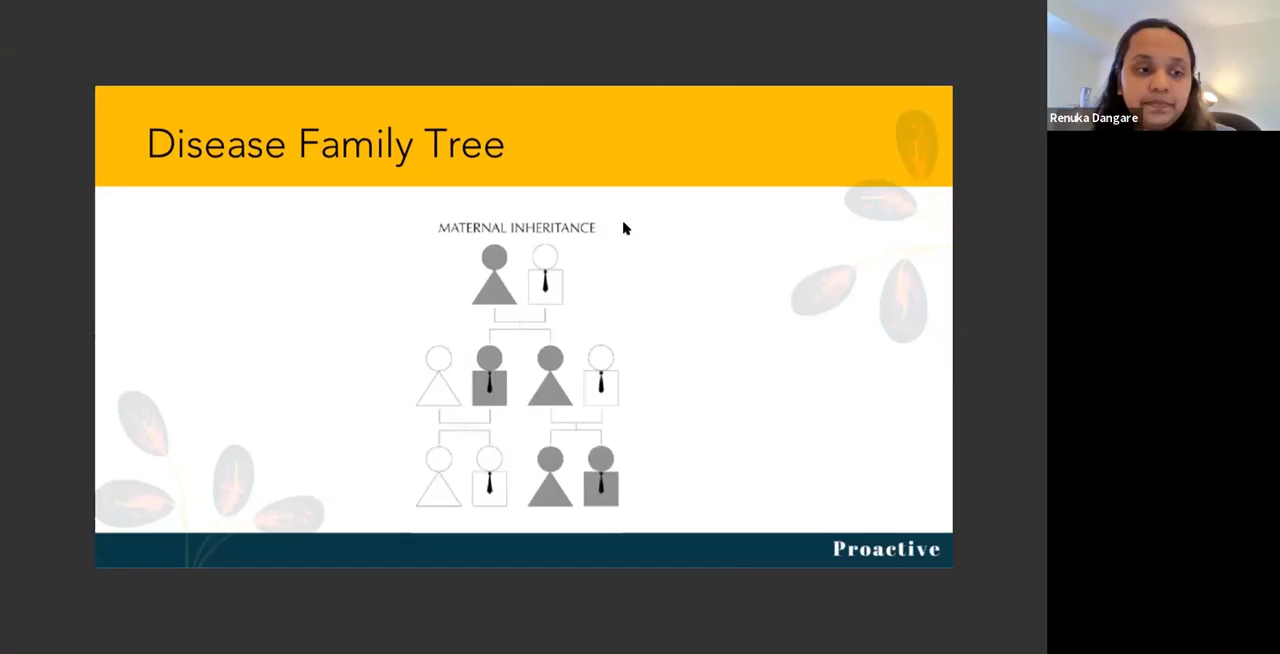 Renuka Dangare
Disease Family Tree
MATERNAL INHERITANCE
Proactive